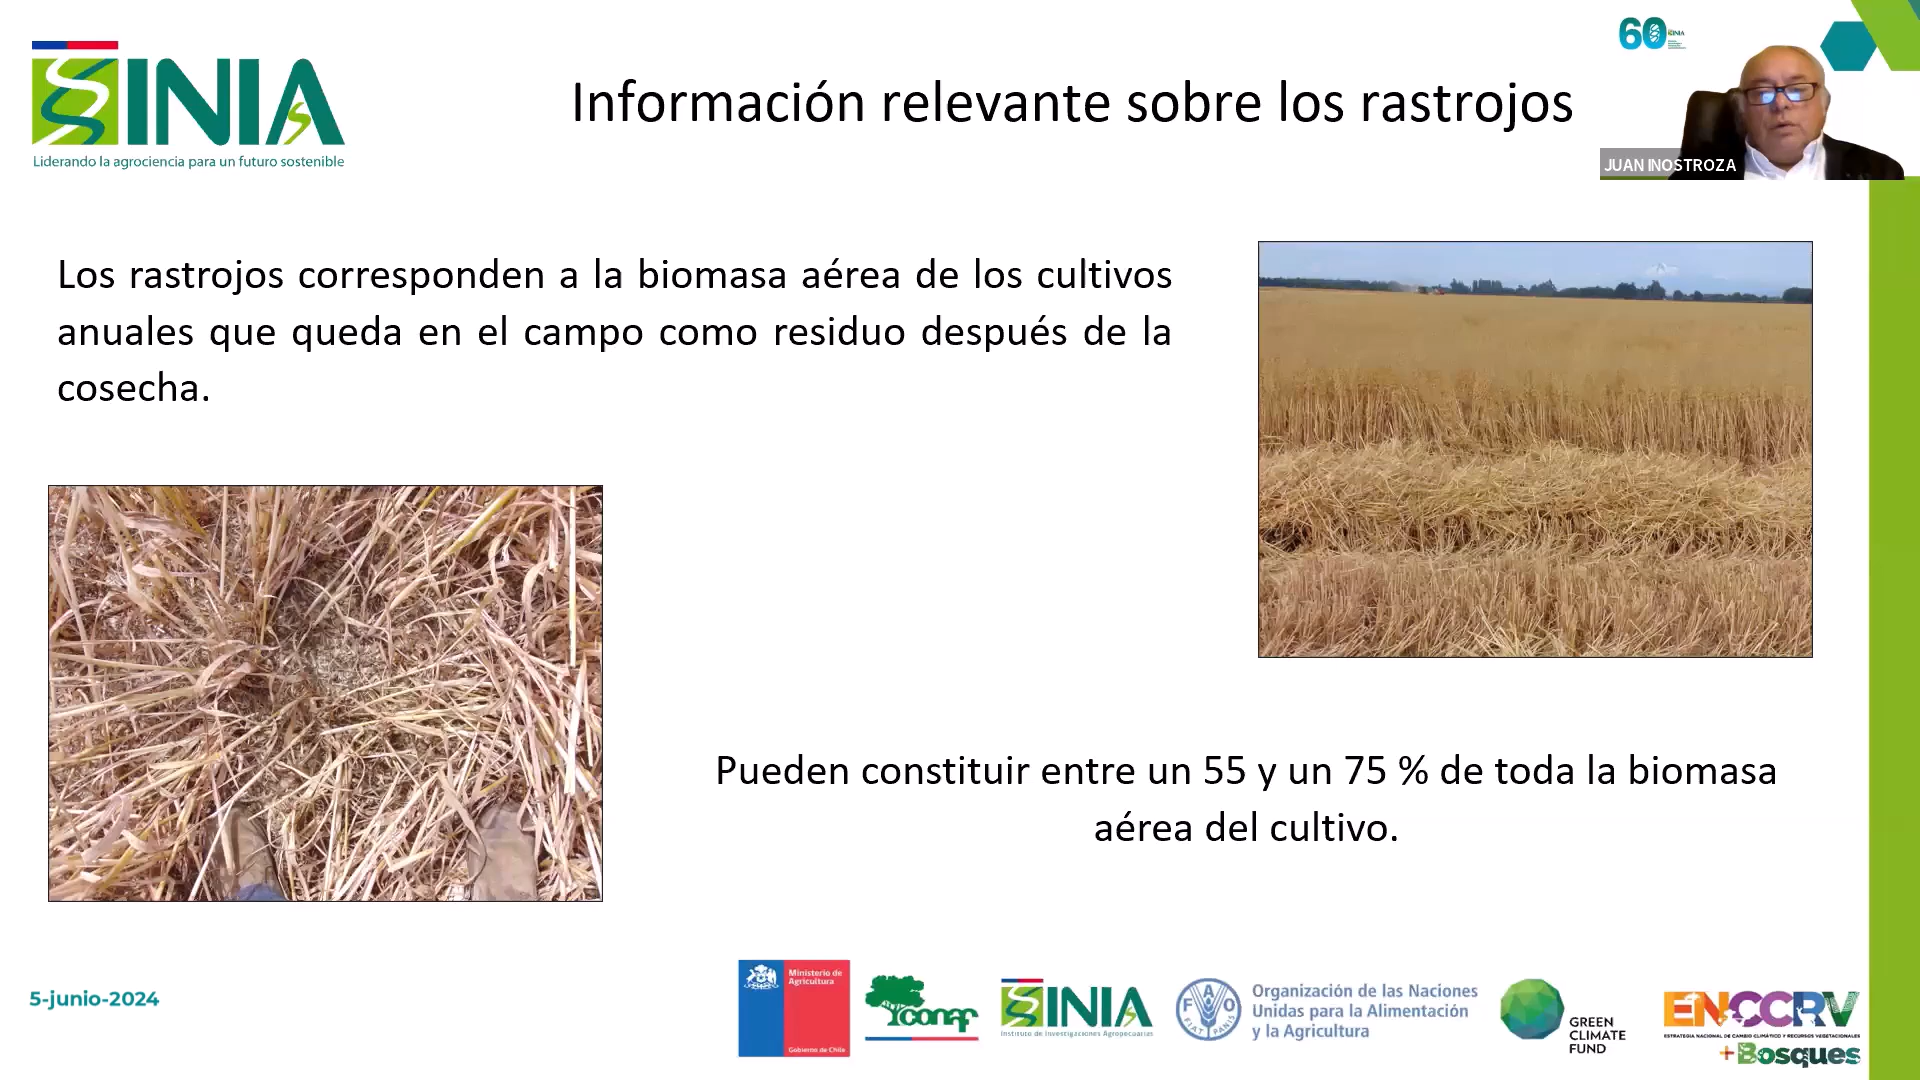 60
INIA
Liderando la agrociencia para un futuro sostenible
Información relevante sobre los rastrojos
JUAN INOSTROZA
Los rastrojos corresponden a la biomasa aérea de los cultivos
anuales que queda en el campo como residuo después de la
cosecha.
Pueden constituir entre un 55 y un 75 % de toda la biomasa
aérea del cultivo.
5-junio-2024
Ministerio de
Agricultura
Gobierno de Chile
conaf
INIA
Instituto de Investigaciones Agropecuarias
FAO
FIAT PANIS
Organización de las Naciones
Unidas para la Alimentación
y la Agricultura
GREEN
CLIMATE
FUND
ENCCRV
ESTRATEGIA NACIONAL DE CAMBIO CLIMÁTICO Y RECURSOS VEGETACIONALES
+Bosques